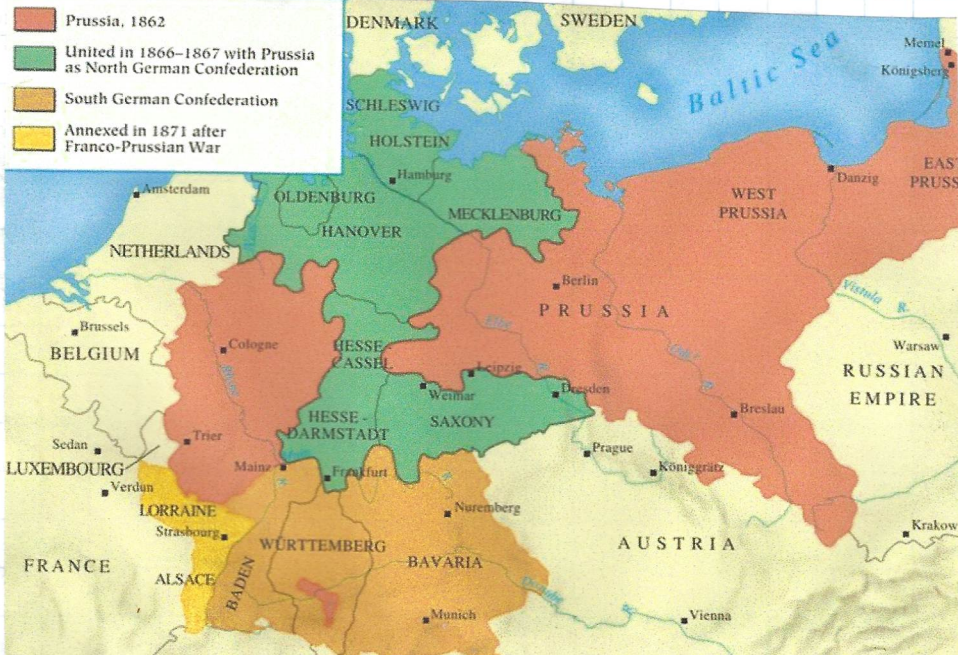 Prussia, 1862
United in 1866–1867 with Prussia
as North German Confederation
South German Confederation
Annexed in 1871 after
Franco-Prussian War
DENMARK
SWEDEN
Baltic Sea
Memel
Königsberg
SCHLESWIG
HOLSTEIN
Hamburg
Danzig
EAST
PRUSS
Amsterdam
OLDENBURG
MECKLENBURG
WEST
PRUSSIA
HANOVER
NETHERLANDS
Berlin
PRUSSIA
Vistula R.
Brussels
BELGIUM
Cologne
Rhine
HESSE-
CASSEL
Elbe
R.
Leipzig
Oder
R.
Warsaw
RUSSIAN
EMPIRE
Weimar
Dresden
Breslau
HESSE-
DARMSTADT
SAXONY
Sedan
Trier
Prague
LUXEMBOURG
Mainz
Frankfurt
Königgrätz
Verdun
LORRAINE
R.
R.
Nuremberg
Strasbourg
Krakow
FRANCE
WÜRTTEMBERG
BAVARIA
AUSTRIA
ALSACE
BADEN
Danube
R.
Munich
Vienna